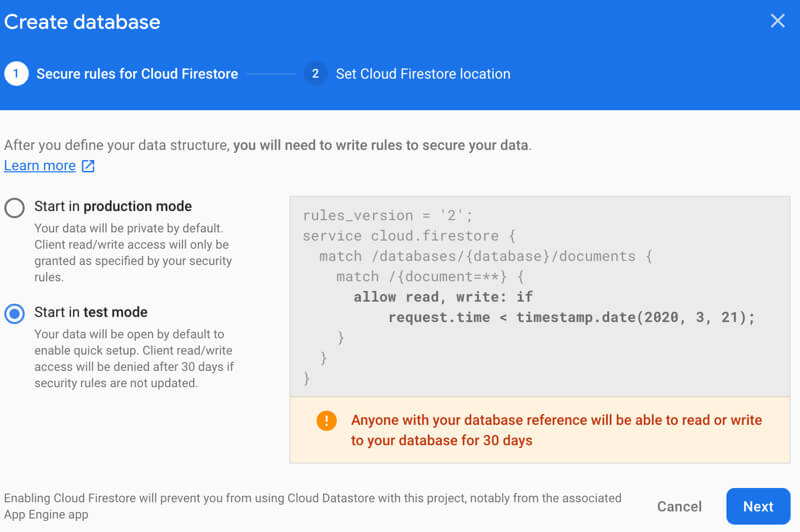 Create database
1 Secure rules for Cloud Firestore 2 Set Cloud Firestore location
After you define your data structure, you will need to write rules to secure your data.
Learn more
Start in production mode
Your data will be private by default.
Client read/write access will only be
granted as specified by your security
rules.
Start in test mode
Your data will be open by default to
enable quick setup. Client read/write
access will be denied after 30 days if
security rules are not updated.
rules_version = '2';
service cloud.firestore {
  match /databases/{database}/documents {
    match /{document=**} {
      allow read, write: if
          request.time < timestamp.date(2020, 3, 21);
    }
  }
}
! Anyone with your database reference will be able to read or write
to your database for 30 days
Enabling Cloud Firestore will prevent you from using Cloud Datastore with this project, notably from the associated
App Engine app
Cancel Next